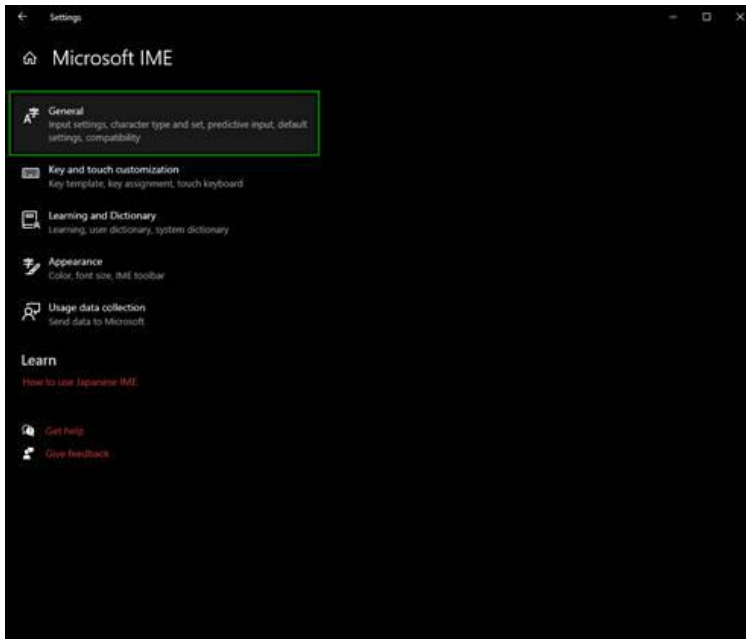 Settings
Microsoft IME
General
Input settings, character type and set, predictive input, default
settings, compatibility
Key and touch customization
Key template, key assignment, touch keyboard
Learning and Dictionary
Learning, user dictionary, system dictionary
Appearance
Color, font size, IME toolbar
Usage data collection
Send data to Microsoft
Learn
How to use Japanese IME
Get help
Give feedback